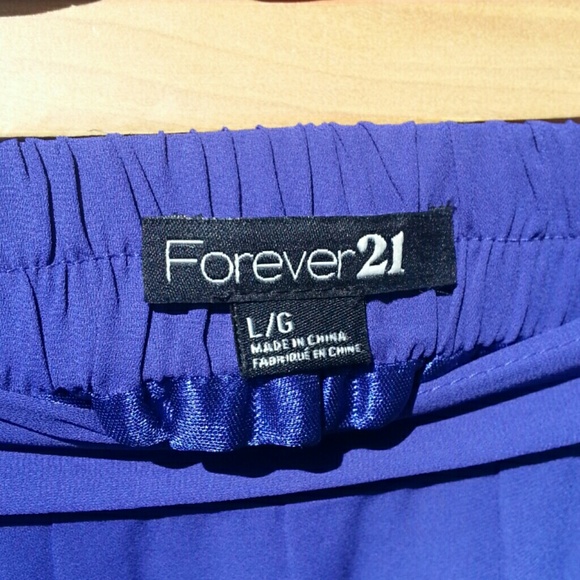 Forever21
L/G
MADE IN CHINA
FABRIQUÉ EN CHINE